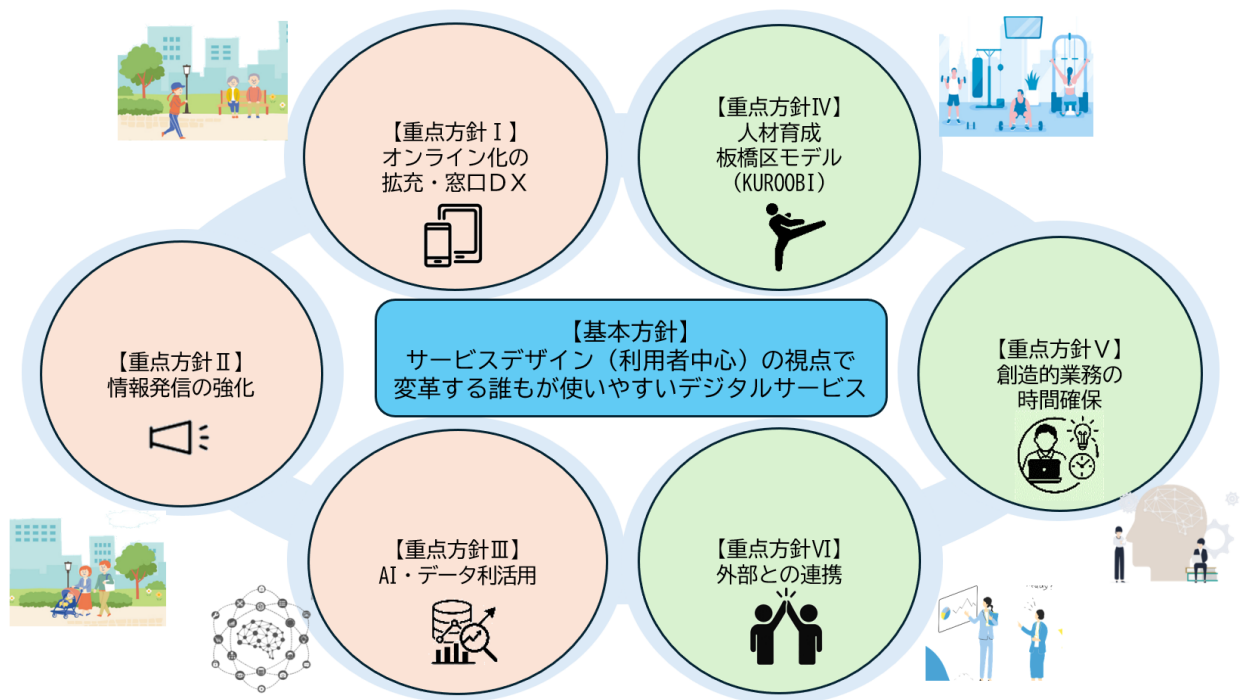 【重点方針Ⅰ】
オンライン化の
拡充・窓口ＤＸ
【重点方針Ⅳ】
人材育成
板橋区モデル
（KUROOBI）
【重点方針Ⅱ】
情報発信の強化
【基本方針】
サービスデザイン（利用者中心）の視点で
変革する誰もが使いやすいデジタルサービス
【重点方針Ⅴ】
創造的業務の
時間確保
【重点方針Ⅲ】
AI・データ利活用
【重点方針Ⅵ】
外部との連携